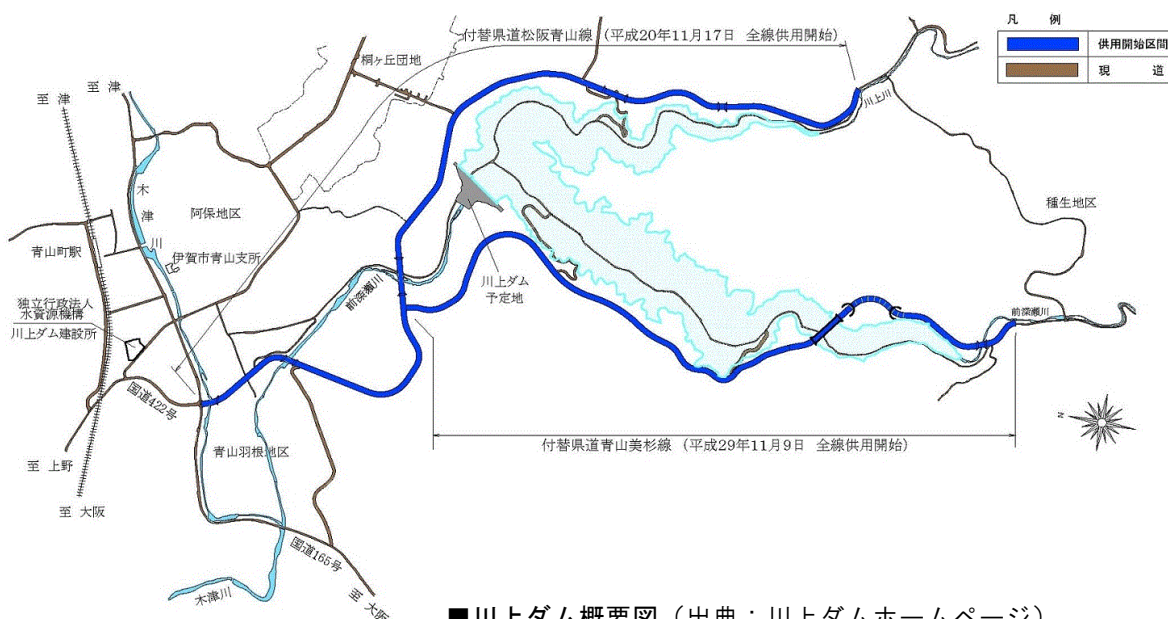 付替県道松阪青山線（平成20年11月17日 全線供用開始）
凡 例
供用開始区間
現 道
至 津
至 津
桐ヶ丘団地
川上川
木津川
阿保地区
種生地区
青山町駅
伊賀市青山支所
川上ダム
予定地
前深瀬川
独立行政法人
水資源機構
川上ダム建設所
前深瀬川
国道422号
N
青山羽根地区
付替県道青山美杉線（平成29年11月9日 全線供用開始）
至 上野
至 大阪
国道165号
木津川
至 大阪
■川上ダム概要図（出典：川上ダムホームページ）